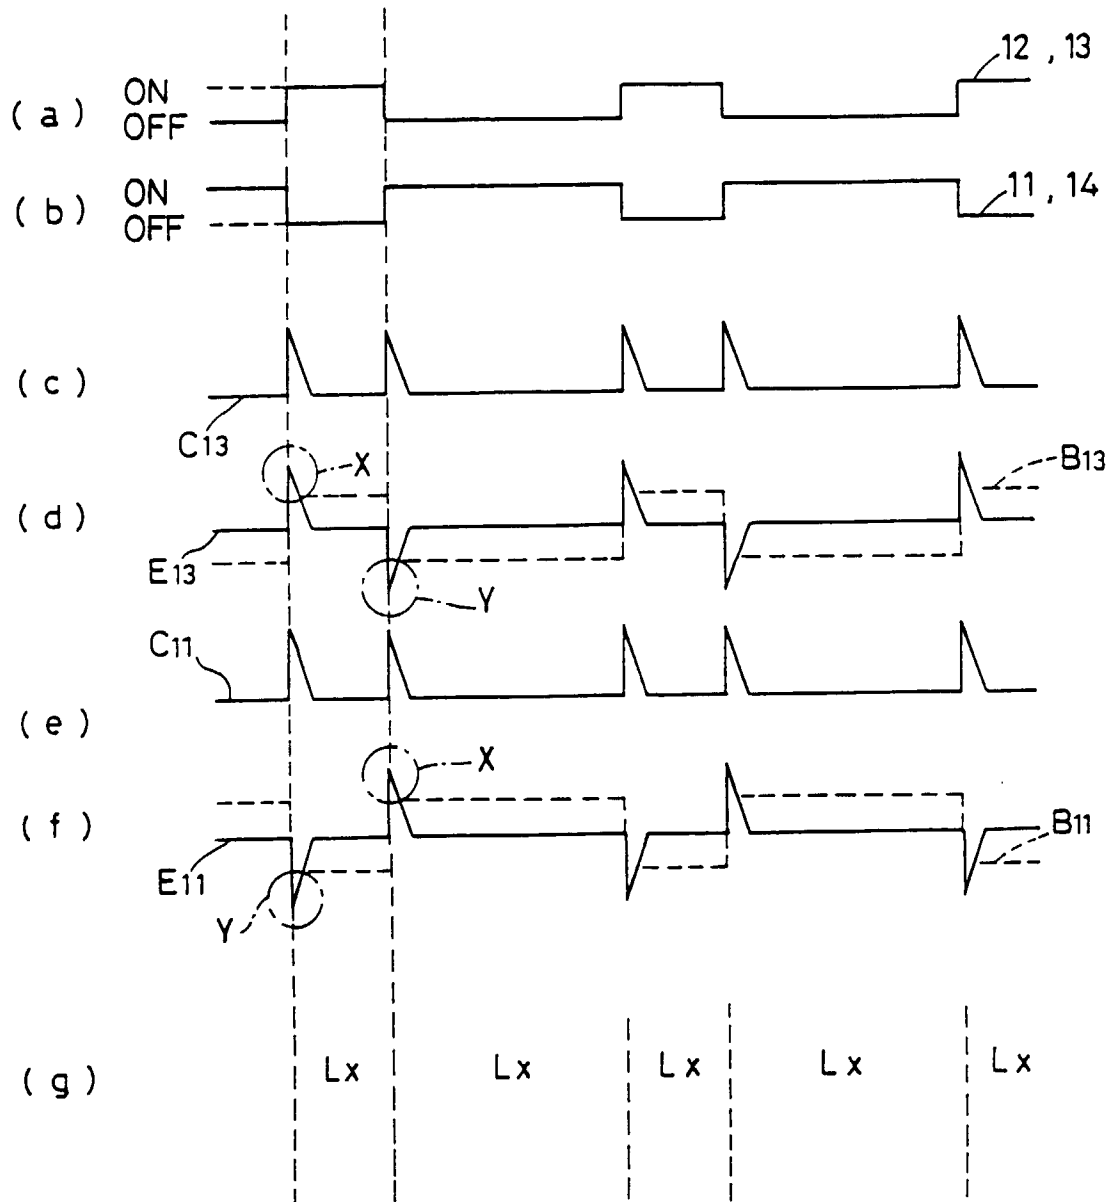 12 , 13
( a ) ON
OFF
( b ) ON
OFF
11, 14
( c )
C13
X
B13
( d )
E13
Y
C11
( e )
X
( f )
B11
E11
Y
( g ) Lx Lx Lx Lx Lx